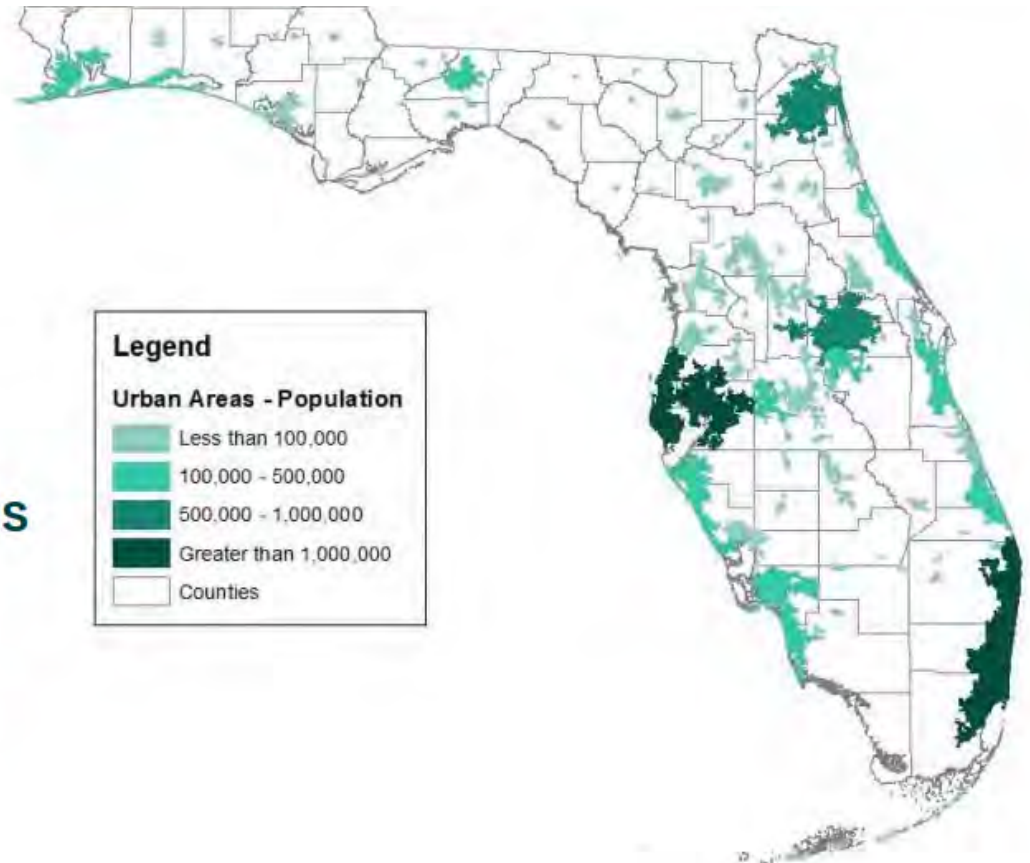 Legend
Urban Areas - Population
Less than 100,000
100,000 - 500,000
500,000 - 1,000,000
Greater than 1,000,000
Counties
s